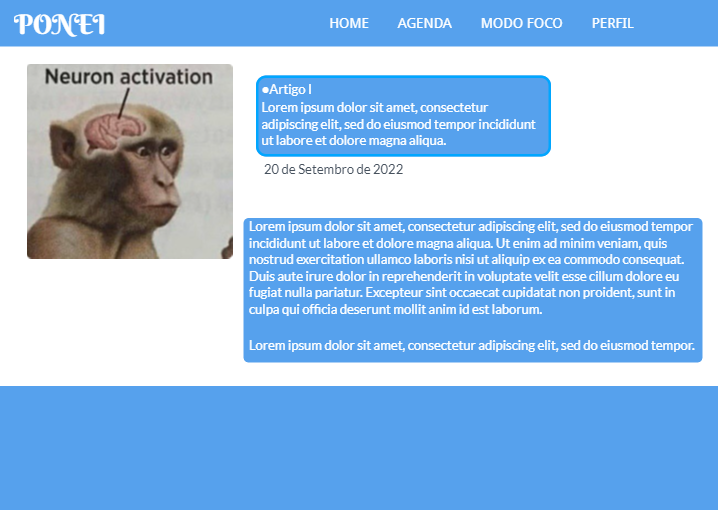 PONEI
HOME AGENDA MODO FOCO PERFIL
Neuron activation
•Artigo I
Lorem ipsum dolor sit amet, consectetur
adipiscing elit, sed do eiusmod tempor incididunt
ut labore et dolore magna aliqua.
20 de Setembro de 2022
Lorem ipsum dolor sit amet, consectetur adipiscing elit, sed do eiusmod tempor
incididunt ut labore et dolore magna aliqua. Ut enim ad minim veniam, quis
nostrud exercitation ullamco laboris nisi ut aliquip ex ea commodo consequat.
Duis aute irure dolor in reprehenderit in voluptate velit esse cillum dolore eu
fugiat nulla pariatur. Excepteur sint occaecat cupidatat non proident, sunt in
culpa qui officia deserunt mollit anim id est laborum.
Lorem ipsum dolor sit amet, consectetur adipiscing elit, sed do eiusmod tempor.